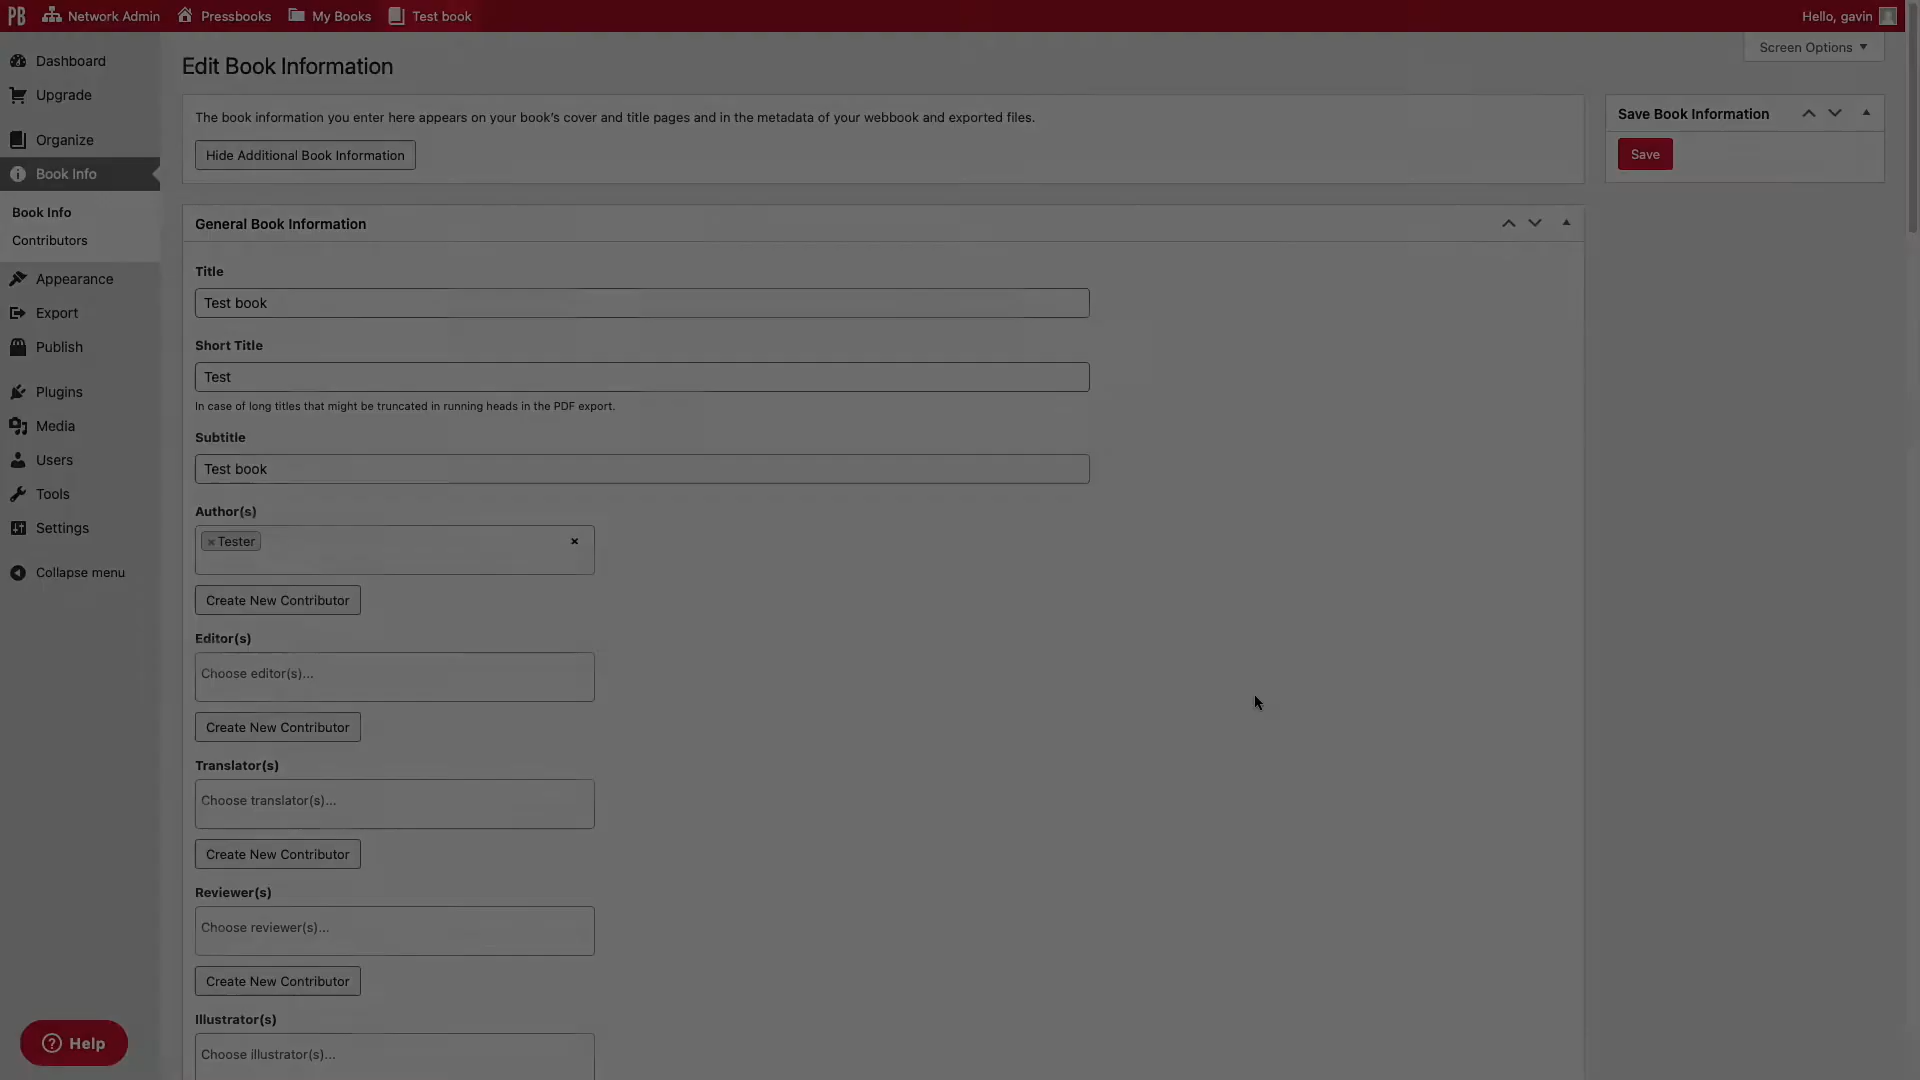 PB Network Admin Pressbooks My Books Test book Hello, gavin
Screen Options
Dashboard
Upgrade
Organize
Book Info
Book Info
Contributors
Appearance
Export
Publish
Plugins
Media
Users
Tools
Settings
Collapse menu
Help
Edit Book Information
The book information you enter here appears on your book's cover and title pages and in the metadata of your webbook and exported files.
Hide Additional Book Information
Save Book Information
Save
General Book Information
Title
Test book
Short Title
Test
In case of long titles that might be truncated in running heads in the PDF export.
Subtitle
Test book
Author(s)
× Tester ×
Create New Contributor
Editor(s)
Choose editor(s)...
Create New Contributor
Translator(s)
Choose translator(s)...
Create New Contributor
Reviewer(s)
Choose reviewer(s)...
Create New Contributor
Illustrator(s)
Choose illustrator(s)...